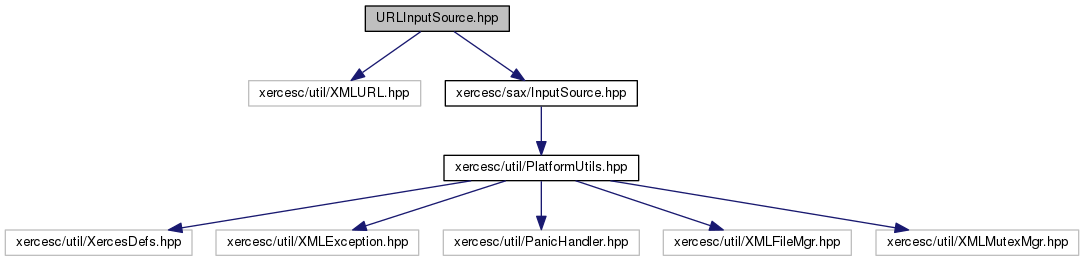 URLInputSource.hpp
xercesc/util/XMLURL.hpp
xercesc/sax/InputSource.hpp
xercesc/util/PlatformUtils.hpp
xercesc/util/XercesDefs.hpp
xercesc/util/XMLException.hpp
xercesc/util/PanicHandler.hpp
xercesc/util/XMLFileMgr.hpp
xercesc/util/XMLMutexMgr.hpp